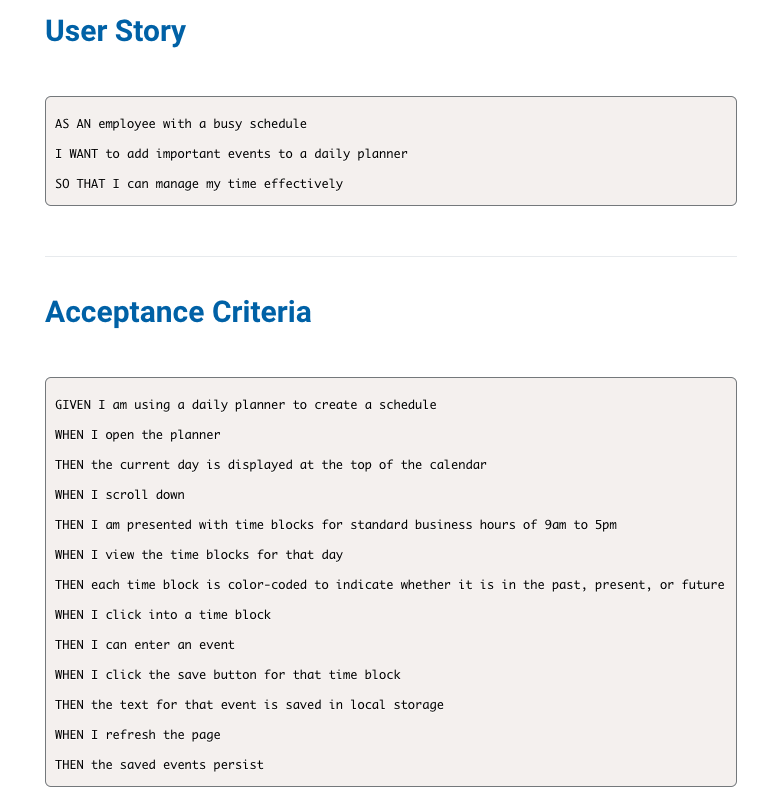 User Story
AS AN employee with a busy schedule
I WANT to add important events to a daily planner
SO THAT I can manage my time effectively
Acceptance Criteria
GIVEN I am using a daily planner to create a schedule
WHEN I open the planner
THEN the current day is displayed at the top of the calendar
WHEN I scroll down
THEN I am presented with time blocks for standard business hours of 9am to 5pm
WHEN I view the time blocks for that day
THEN each time block is color-coded to indicate whether it is in the past, present, or future
WHEN I click into a time block
THEN I can enter an event
WHEN I click the save button for that time block
THEN the text for that event is saved in local storage
WHEN I refresh the page
THEN the saved events persist